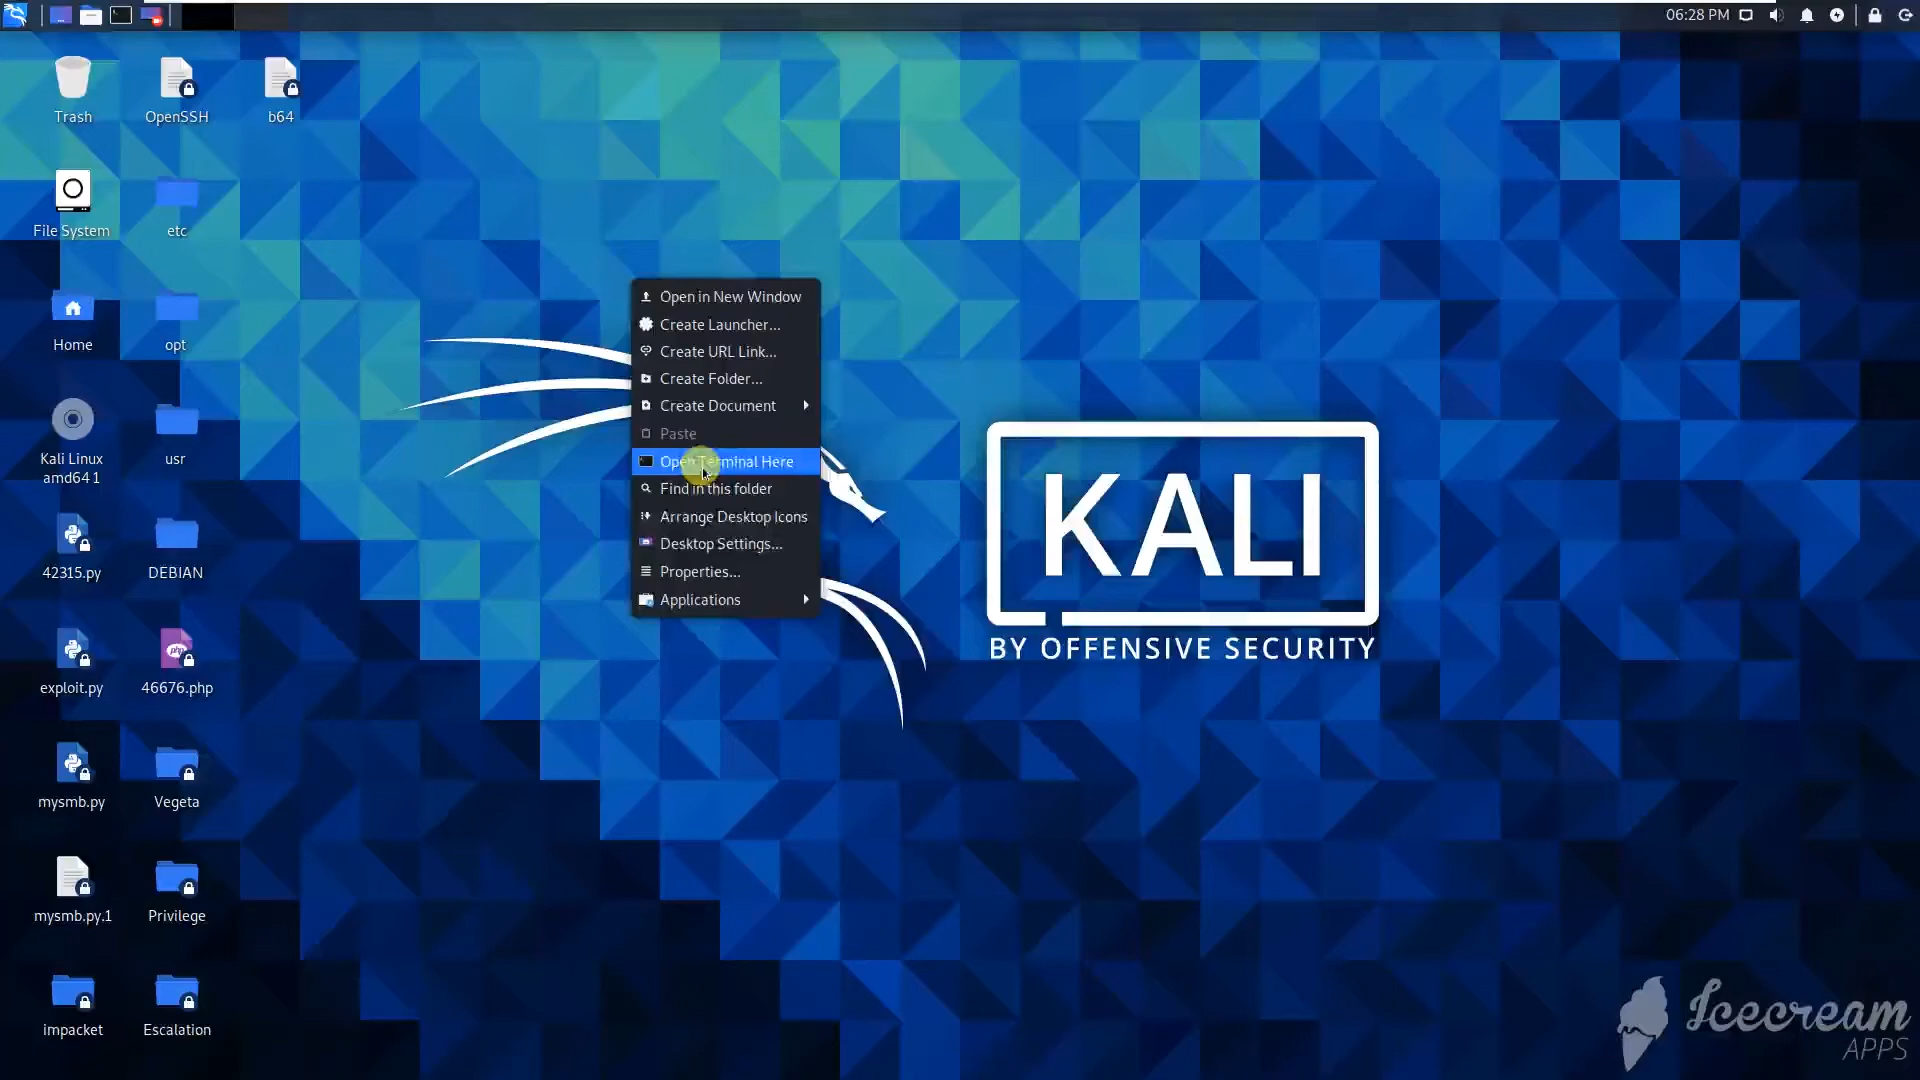 06:28 PM
Trash
OpenSSH
b64
File System
etc
Home
opt
Kali Linux
amd64 1
usr
42315.py
DEBIAN
exploit.py
46676.php
mysmb.py
Vegeta
mysmb.py.1
Privilege
impacket
Escalation
Open in New Window
Create Launcher...
Create URL Link...
Create Folder...
Create Document
Paste
Open Terminal Here
Find in this folder
Arrange Desktop Icons
Desktop Settings...
Properties...
Applications
KALI
BY OFFENSIVE SECURITY
Icecream
APPS